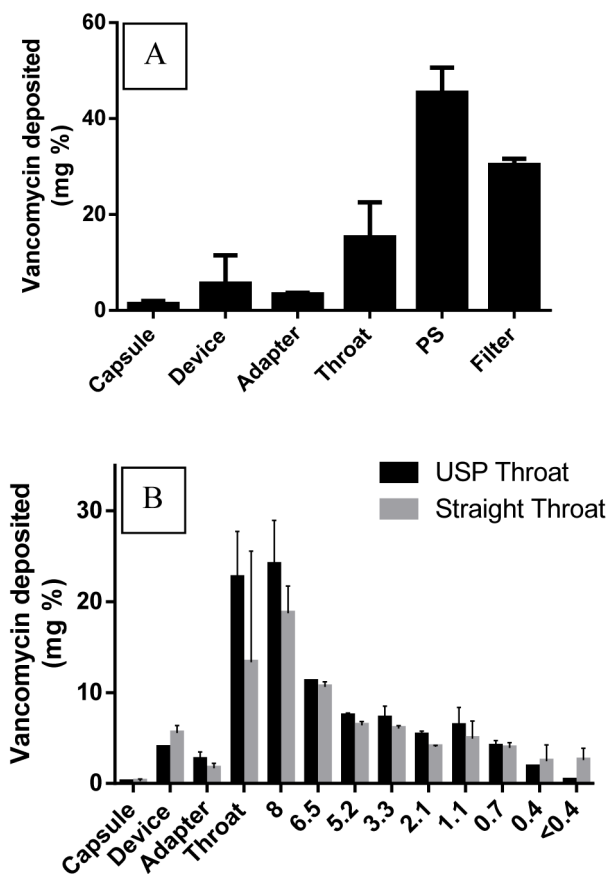 A
Vancomycin deposited
(mg %)
60
40
20
0
Capsule
Device
Adapter
Throat
PS
Filter
B
USP Throat
Straight Throat
Vancomycin deposited
(mg %)
30
20
10
0
Capsule
Device
Adapter
Throat
8
6.5
5.2
3.3
2.1
1.1
0.7
0.4
<0.4